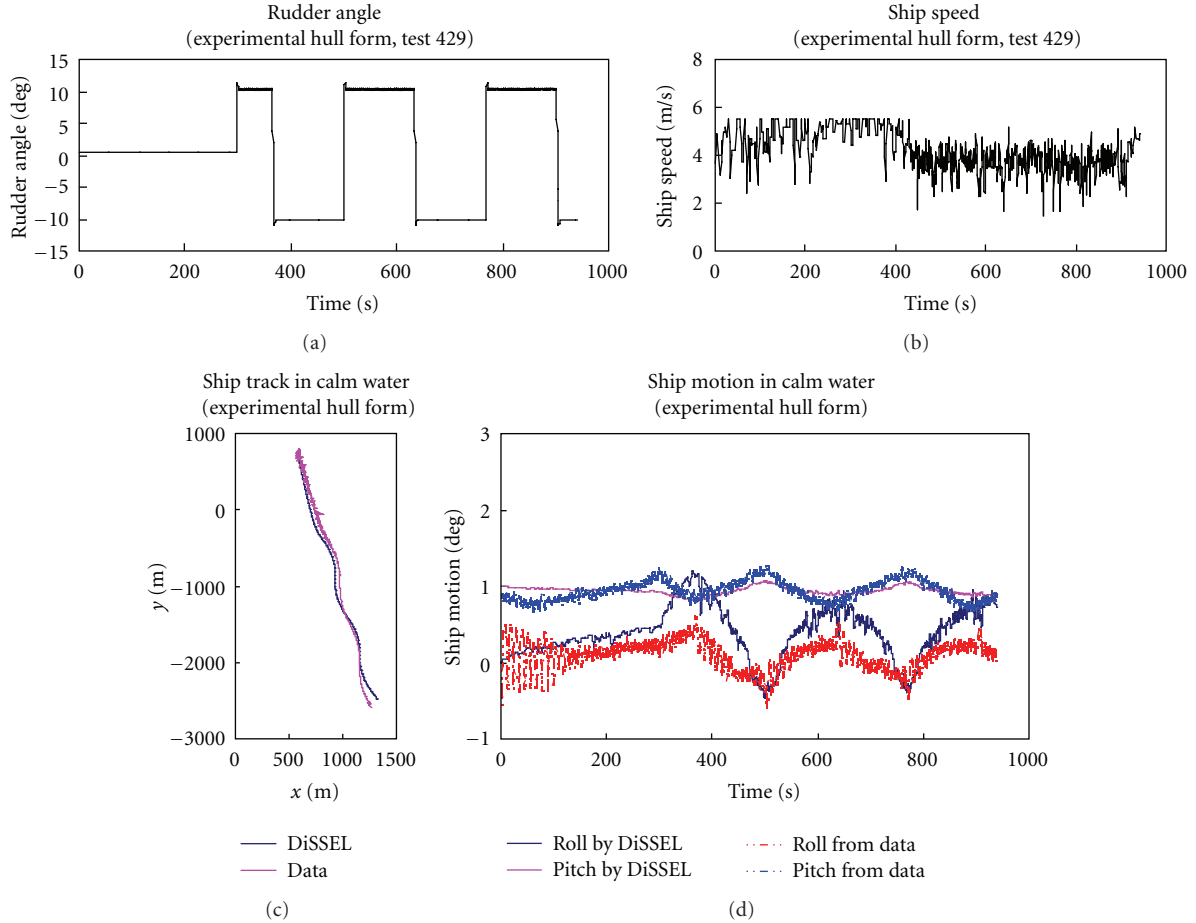 Rudder angle
(experimental hull form, test 429)
15
10
5
0
−5
−10
−15
Rudder angle (deg)
0
200
400
600
800
1000
Time (s)
(a)
Ship speed
(experimental hull form, test 429)
8
6
4
2
0
Ship speed (m/s)
0
200
400
600
800
1000
Time (s)
(b)
Ship track in calm water
(experimental hull form)
1000
0
−1000
−2000
−3000
y (m)
0
500
1000
1500
x (m)
DiSSEL
Data
(c)
Ship motion in calm water
(experimental hull form)
3
2
1
0
−1
Ship motion (deg)
0
200
400
600
800
1000
Time (s)
Roll by DiSSEL
Pitch by DiSSEL
Roll from data
Pitch from data
(d)